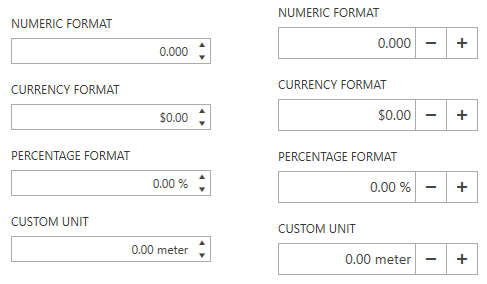 NUMERIC FORMAT
0.000
CURRENCY FORMAT
$0.00
PERCENTAGE FORMAT
0.00 %
CUSTOM UNIT
0.00 meter
NUMERIC FORMAT
0.000 − +
CURRENCY FORMAT
$0.00 − +
PERCENTAGE FORMAT
0.00 % − +
CUSTOM UNIT
0.00 meter − +